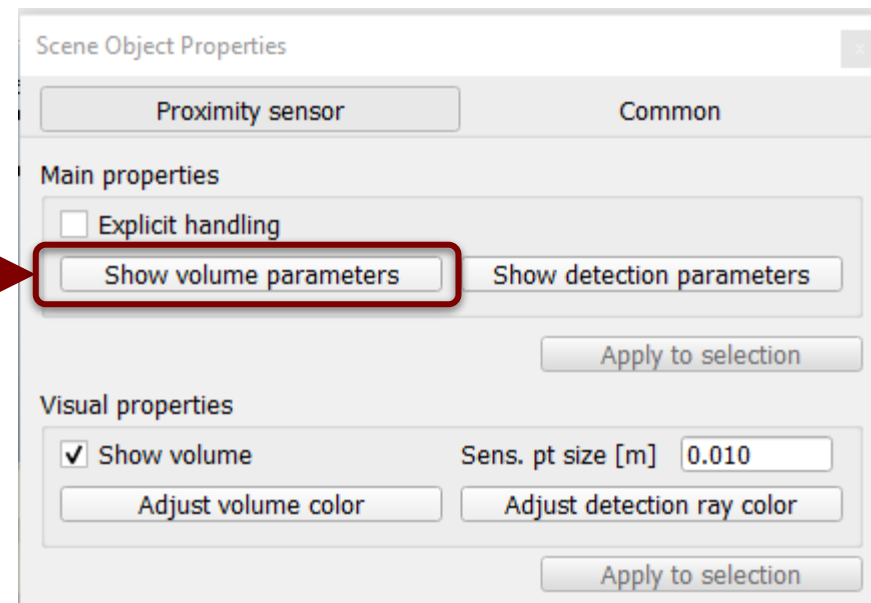 Scene Object Properties
x
Proximity sensor Common
Main properties
Explicit handling
Show volume parameters Show detection parameters
Apply to selection
Visual properties
Show volume Sens. pt size [m] 0.010
Adjust volume color Adjust detection ray color
Apply to selection